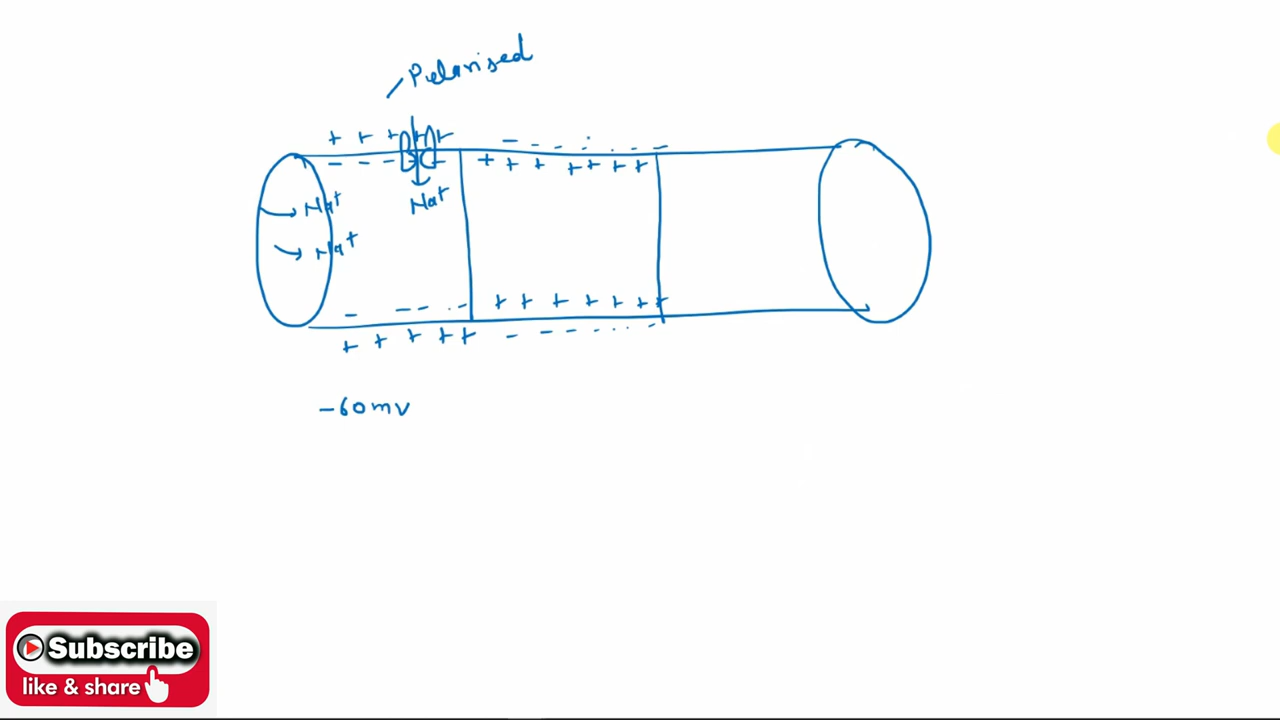 Polarised
+ + + + +
- - - - - - -
- - - -
+ + + + + + +
Na+
Na+
Na+
- - - - -
+ + + + + + +
+ + + + +
- - - - - - -
-60mv
Subscribe
like & share